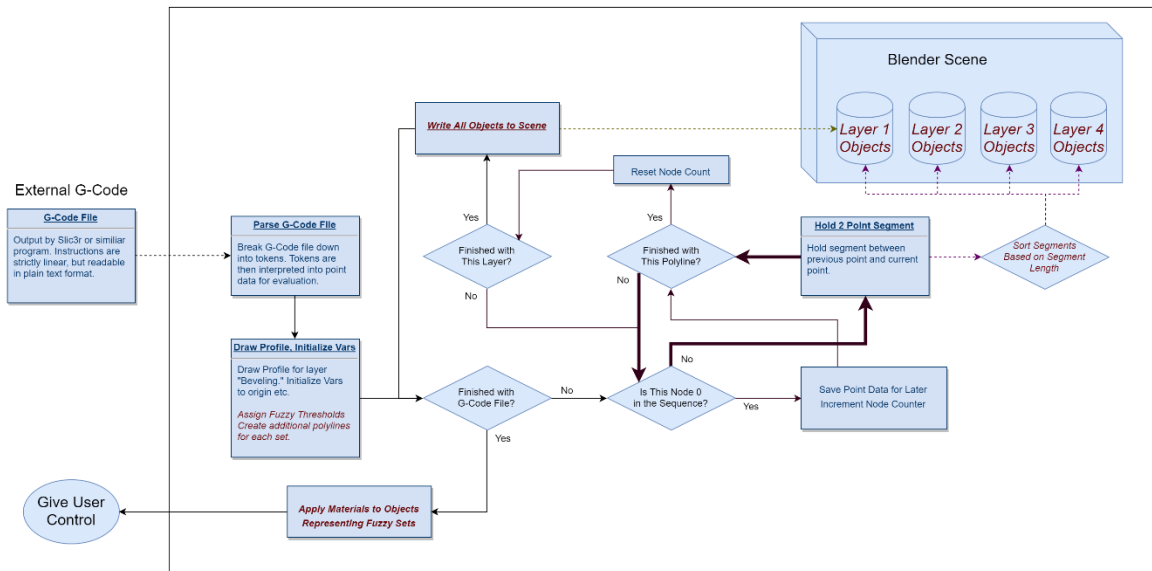 Blender Scene
Layer 1
Objects
Layer 2
Objects
Layer 3
Objects
Layer 4
Objects
Write All Objects to Scene
Reset Node Count
External G-Code
G-Code File
Output by Slic3r or similiar
program. Instructions are
strictly linear, but readable
in plain text format.
Parse G-Code File
Break G-Code file down
into tokens. Tokens are
then interpreted into point
data for evaluation.
Yes
Finished with
This Layer?
No
Yes
Finished with
This Polyline?
No
Hold 2 Point Segment
Hold segment between
previous point and current
point.
Sort Segments
Based on Segment
Length
Draw Profile, Initialize Vars
Draw Profile for layer
"Beveling." Initialize Vars
to origin etc.
Assign Fuzzy Thresholds
Create additional polylines
for each set.
Finished with
G-Code File?
No
Yes
Is This Node 0
in the Sequence?
No
Yes
Save Point Data for Later
Increment Node Counter
Give User
Control
Apply Materials to Objects
Representing Fuzzy Sets